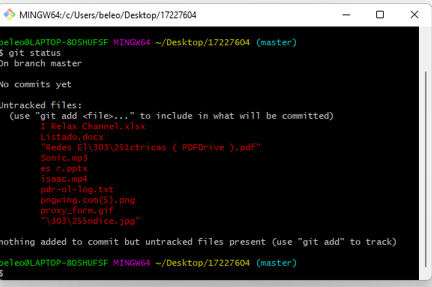 MINGW64:/c/Users/beleo/Desktop/17227604
beleo@LAPTOP-8DSHUFSF MINGW64 ~/Desktop/17227604 (master)
$ git status
On branch master
No commits yet
Untracked files:
(use "git add <file>..." to include in what will be committed)
I Relax Channel.xlsx
Listado.docx
"Redes El\303\251ctricas ( PDFDrive ).pdf"
Sonic.mp3
es r.pptx
isaac.mp4
pdr-ol-log.txt
pngwing.com(5).png
proxy_furm.gif
"\303\255ndice.jpg"
nothing added to commit but untracked files present (use "git add" to track)
beleo@LAPTOP-8DSHUFSF MINGW64 ~/Desktop/17227604 (master)
$